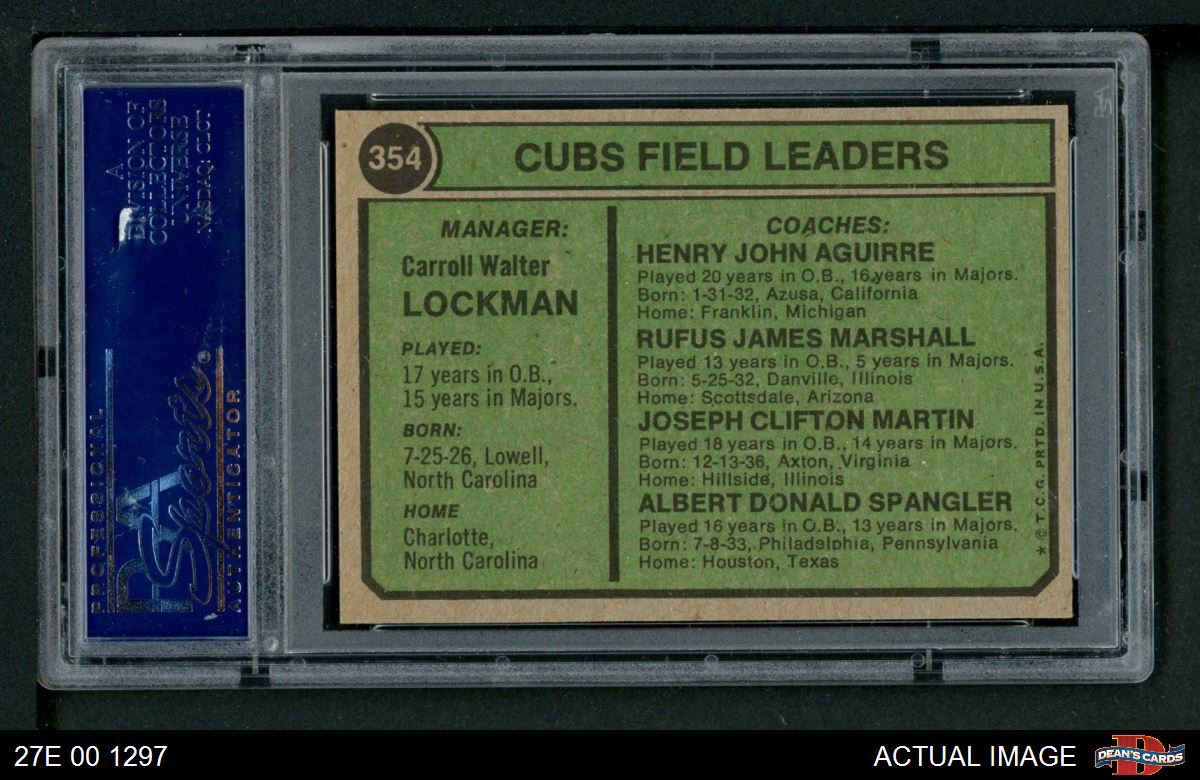 A
DIVISION OF
COLLECTORS
UNIVERSE
NASDAQ: CLCT
PROFESSIONAL
PSA
Sports
AUTHENTICATOR
354
CUBS FIELD LEADERS
MANAGER:
Carroll Walter
LOCKMAN
PLAYED:
17 years in O.B.,
15 years in Majors.
BORN:
7-25-26, Lowell,
North Carolina
HOME
Charlotte,
North Carolina
COACHES:
HENRY JOHN AGUIRRE
Played 20 years in O.B., 16 years in Majors.
Born: 1-31-32, Azusa, California
Home: Franklin, Michigan
RUFUS JAMES MARSHALL
Played 13 years in O.B., 5 years in Majors.
Born: 5-25-32, Danville, Illinois
Home: Scottsdale, Arizona
JOSEPH CLIFTON MARTIN
Played 18 years in O.B., 14 years in Majors.
Born: 12-13-36, Axton, Virginia
Home: Hillside, Illinois
ALBERT DONALD SPANGLER
Played 16 years in O.B., 13 years in Majors.
Born: 7-8-33, Philadelphia, Pennsylvania
Home: Houston, Texas
* © T.C.G. PRTD. IN U.S.A.
PSA
27E 00 1297
ACTUAL IMAGE
DEAN'S CARDS